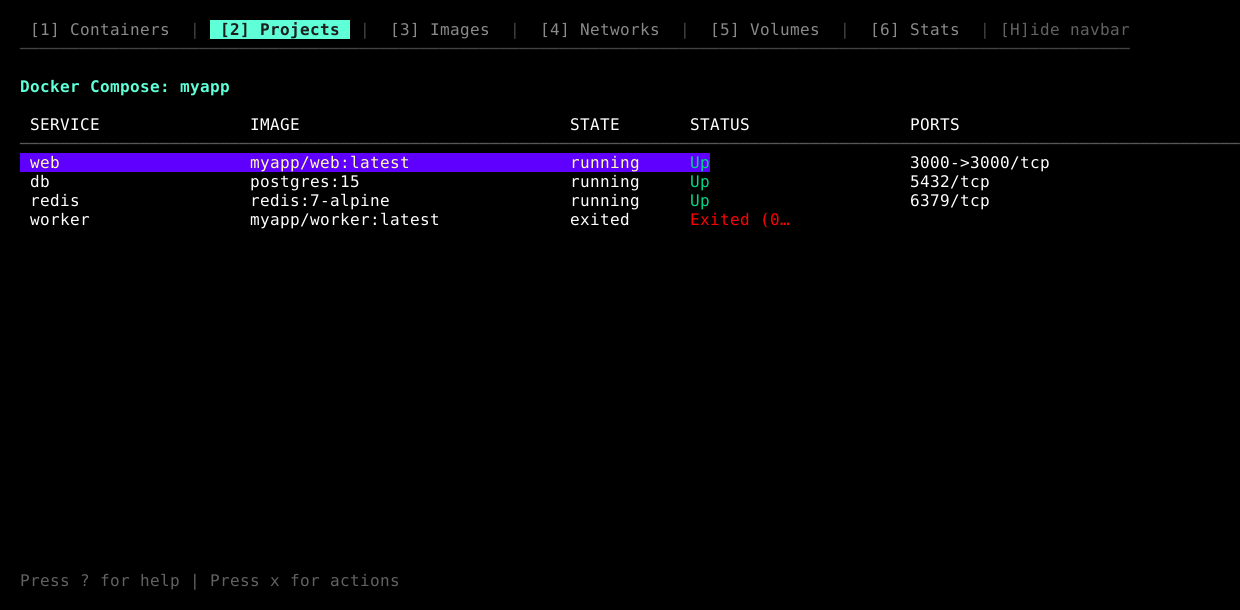 [1] Containers | [2] Projects | [3] Images | [4] Networks | [5] Volumes | [6] Stats | [H]ide navbar
Docker Compose: myapp
SERVICE IMAGE STATE STATUS PORTS
web myapp/web:latest running Up 3000->3000/tcp
db postgres:15 running Up 5432/tcp
redis redis:7-alpine running Up 6379/tcp
worker myapp/worker:latest exited Exited (0…
Press ? for help | Press x for actions